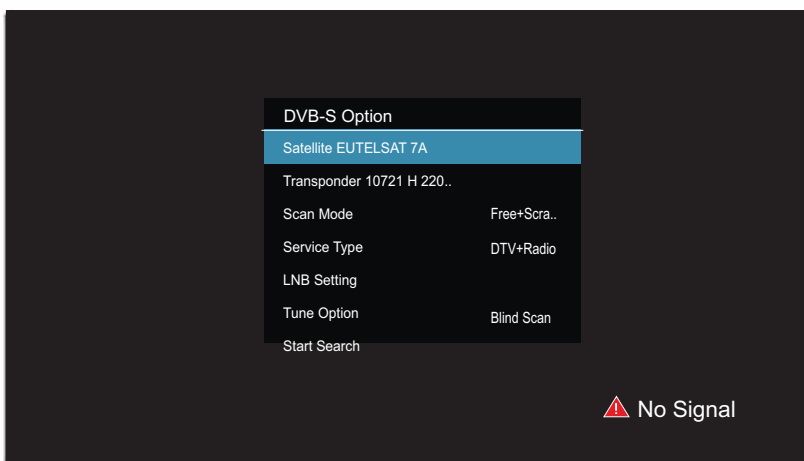 DVB-S Option
Satellite EUTELSAT 7A
Transponder 10721 H 220..
Scan Mode Free+Scra..
Service Type DTV+Radio
LNB Setting
Tune Option Blind Scan
Start Search
No Signal